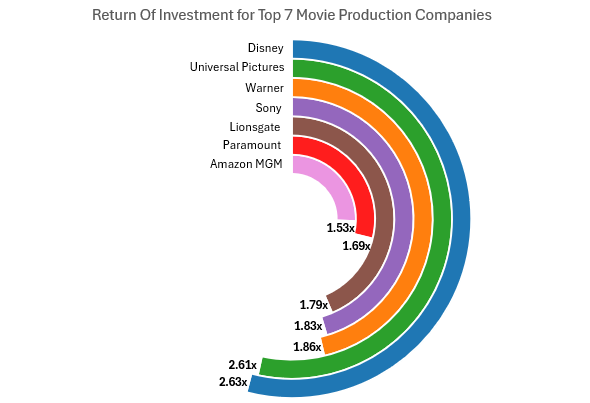 Return Of Investment for Top 7 Movie Production Companies
Disney
Universal Pictures
Warner
Sony
Lionsgate
Paramount
Amazon MGM
1.53x
1.69x
1.79x
1.83x
1.86x
2.61x
2.63x